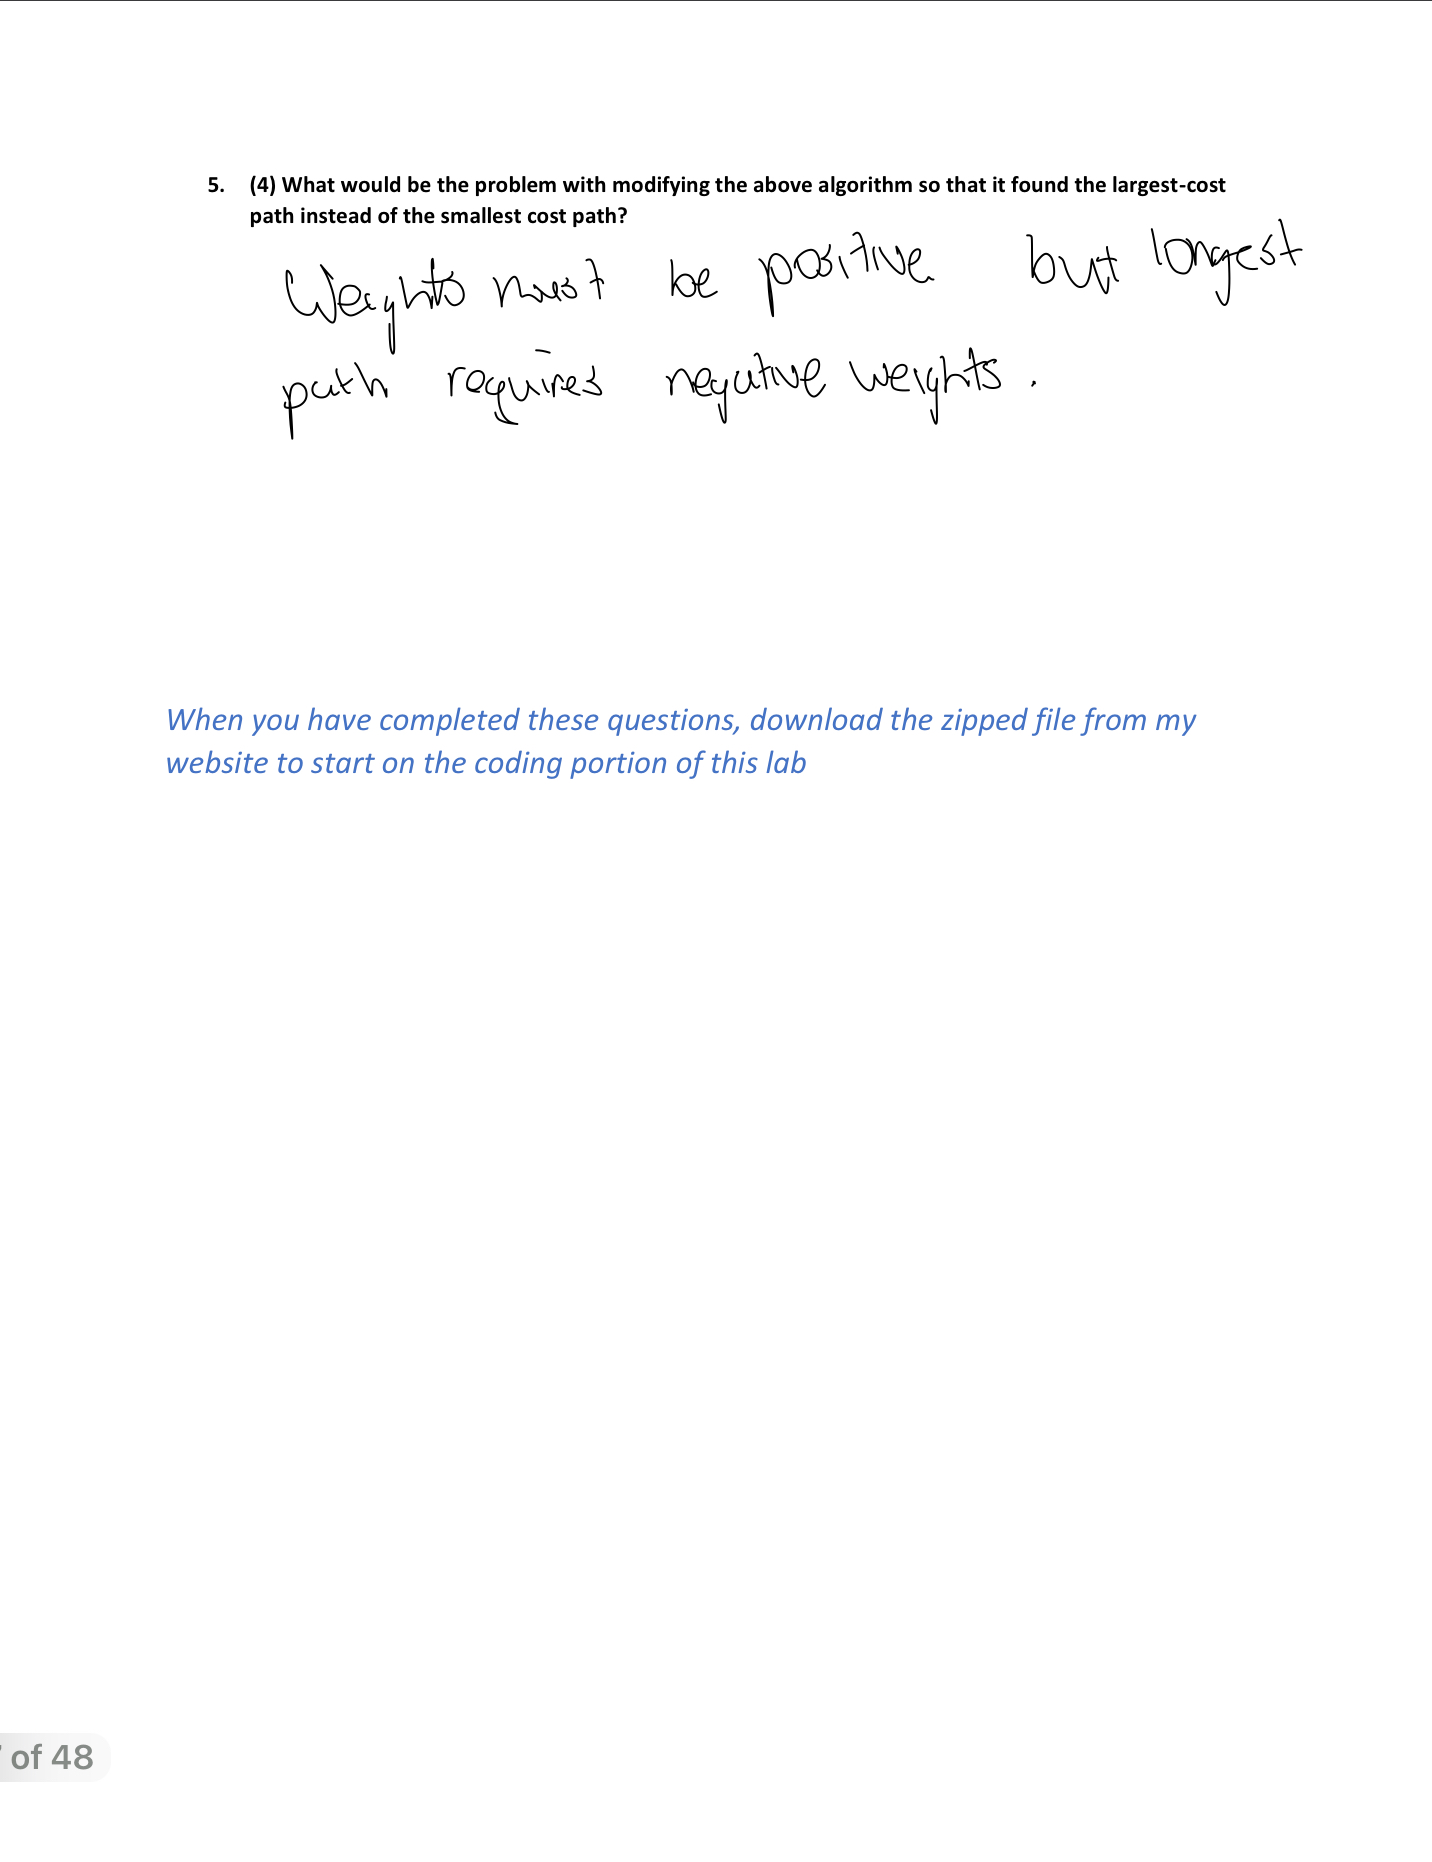 5. (4) What would be the problem with modifying the above algorithm so that it found the largest-cost
path instead of the smallest cost path?
Weights must be positive but longest
path requires negative weights.
When you have completed these questions, download the zipped file from my
website to start on the coding portion of this lab
of 48